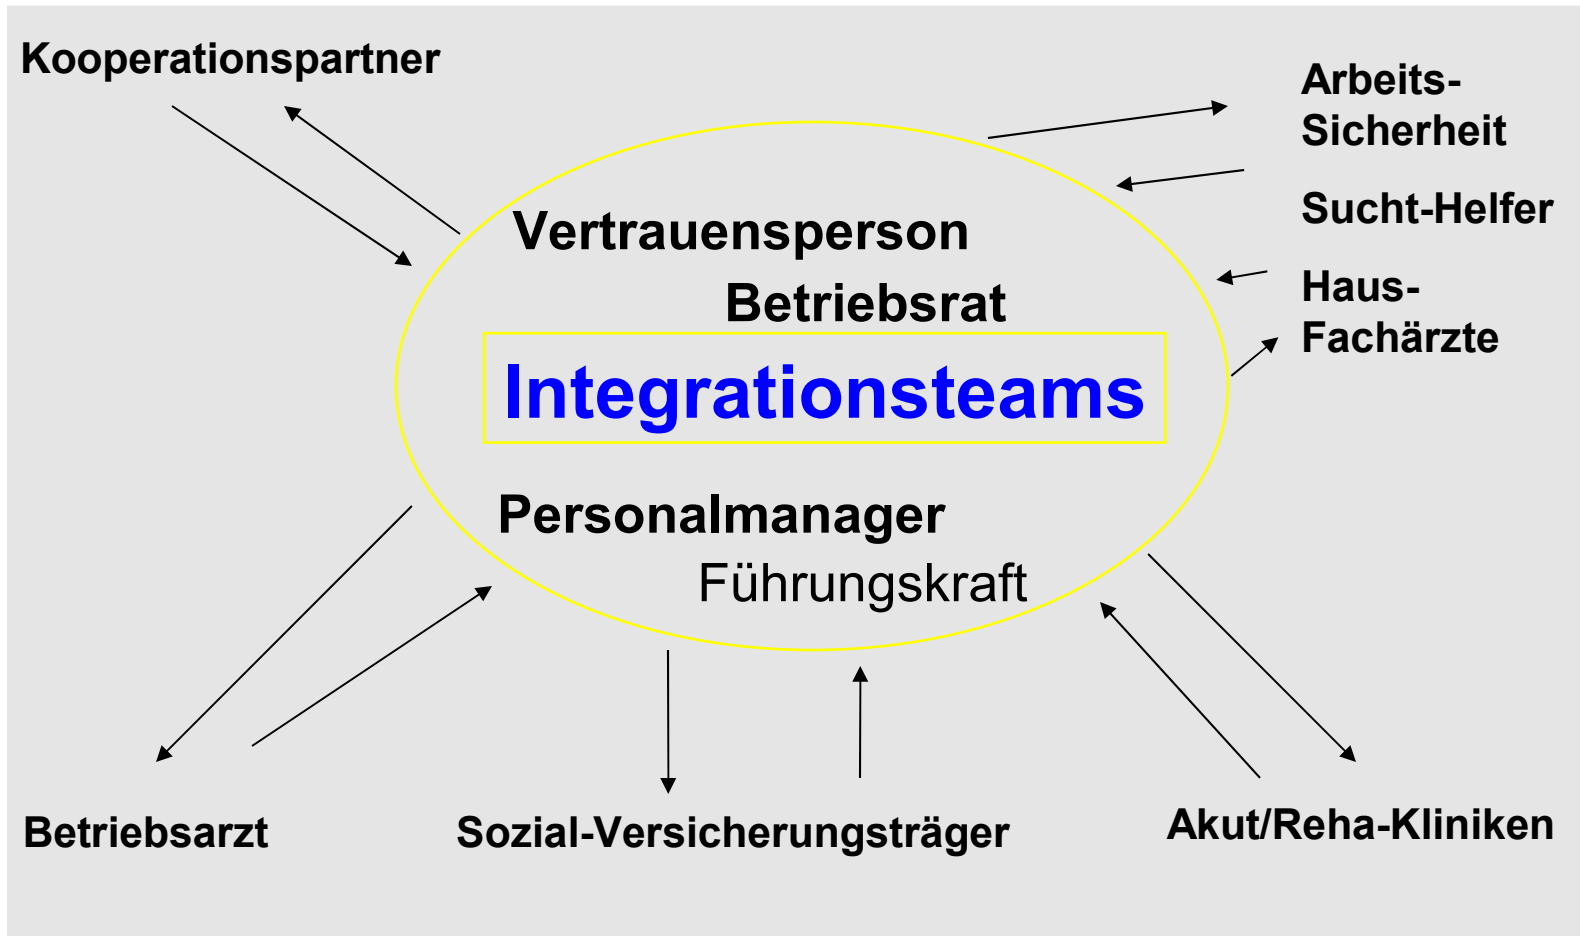 Kooperationspartner
Arbeits-
Sicherheit
Sucht-Helfer
Haus-
Fachärzte
Vertrauensperson
Betriebsrat
Integrationsteams
Personalmanager
Führungskraft
Betriebsarzt
Sozial-Versicherungsträger
Akut/Reha-Kliniken